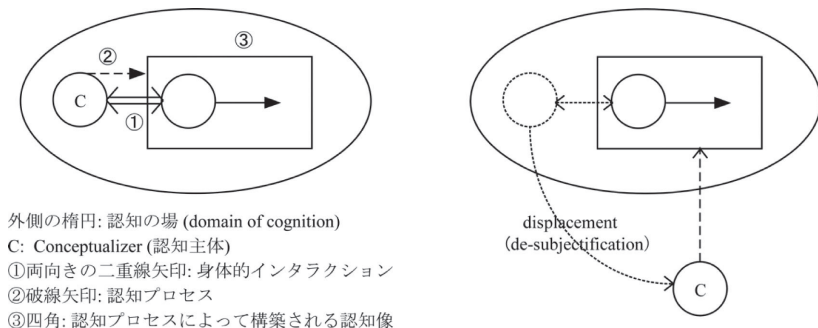 ③
②
C
①
外側の楕円: 認知の場 (domain of cognition)
C: Conceptualizer (認知主体)
①両向きの二重線矢印: 身体的インタラクション
②破線矢印: 認知プロセス
③四角: 認知プロセスによって構築される認知像
displacement
(de-subjectification)
C